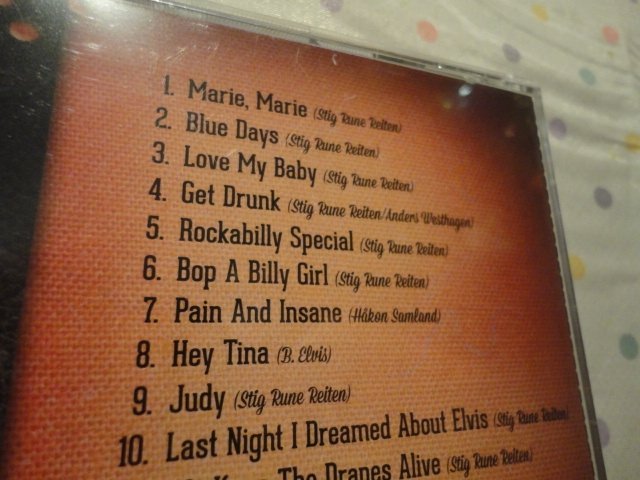 1. Marie, Marie (Stig Rune Reiten)
2. Blue Days (Stig Rune Reiten)
3. Love My Baby (Stig Rune Reiten)
4. Get Drunk (Stig Rune Reiten/Anders Westhagen)
5. Rockabilly Special (Stig Rune Reiten)
6. Bop A Billy Girl (Stig Rune Reiten)
7. Pain And Insane (Håkon Samland)
8. Hey Tina (B. Elvis)
9. Judy (Stig Rune Reiten)
10. Last Night I Dreamed About Elvis (Stig Rune Reiten)
The Drapes Alive (Stig Rune Reiten)